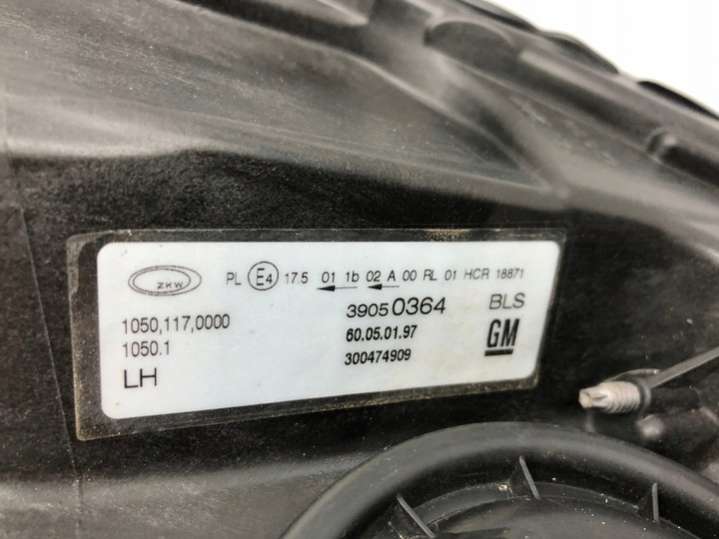 ZKW
PL E4 17.5 01 1b 02 A 00 RL 01 HCR 18871
39050364 BLS
1050,117,0000
60.05.01.97
GM
1050.1
300474909
LH